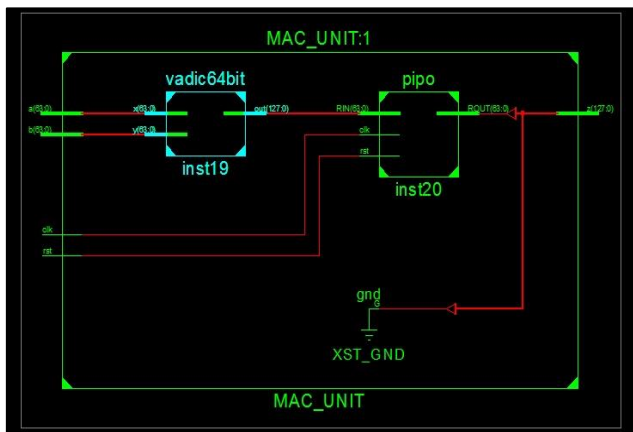 MAC_UNIT:1
vadic64bit
pipo
a(63:0)
x(63:0)
out(127:0)
RIN(63:0)
ROUT(63:0)
z(127:0)
b(63:0)
y(63:0)
clk
rst
inst19
inst20
clk
rst
gnd
G
XST_GND
MAC_UNIT